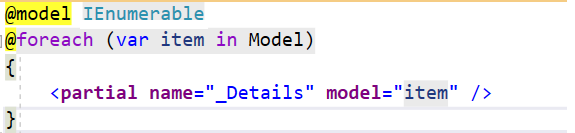 @model IEnumerable
@foreach (var item in Model)
{
    <partial name="_Details" model="item" />
}